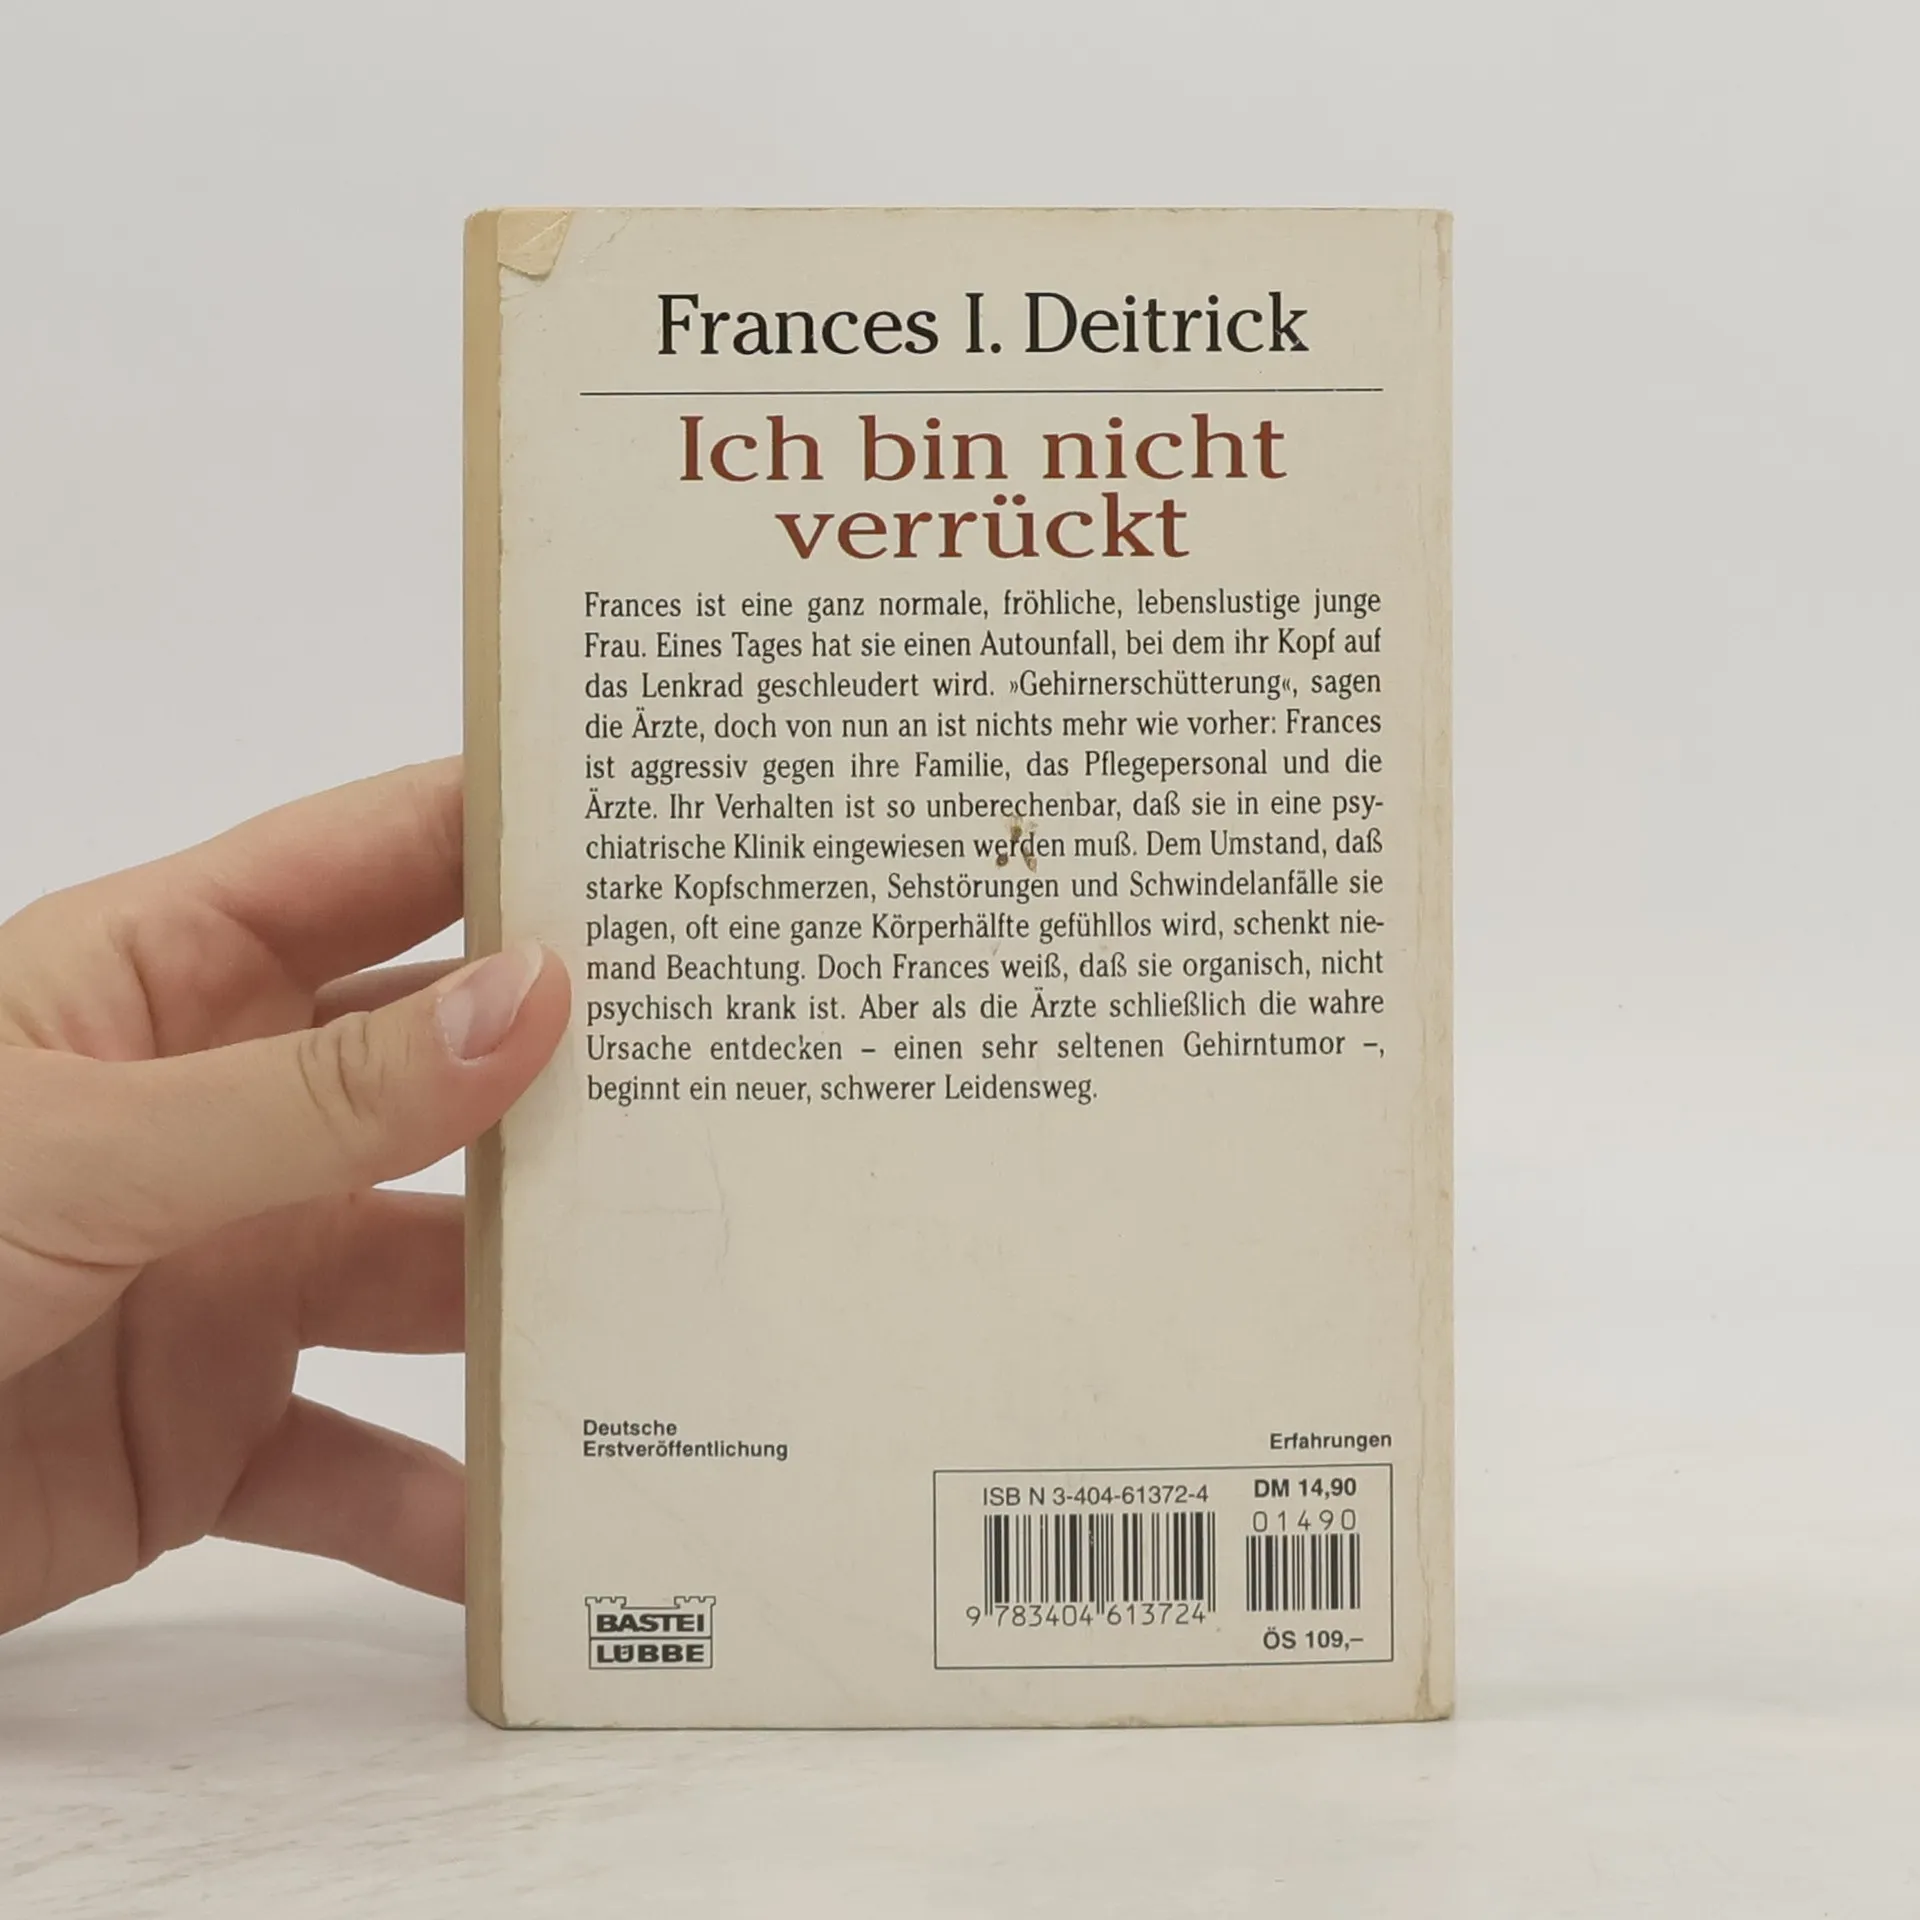 Frances I. Deitrick
Ich bin nicht
verrückt
Frances ist eine ganz normale, fröhliche, lebenslustige junge
Frau. Eines Tages hat sie einen Autounfall, bei dem ihr Kopf auf
das Lenkrad geschleudert wird. »Gehirnerschütterung«, sagen
die Ärzte, doch von nun an ist nichts mehr wie vorher: Frances
ist aggressiv gegen ihre Familie, das Pflegepersonal und die
Ärzte. Ihr Verhalten ist so unberechenbar, daß sie in eine psy-
chiatrische Klinik eingewiesen werden muß. Dem Umstand, daß
starke Kopfschmerzen, Sehstörungen und Schwindelanfälle sie
plagen, oft eine ganze Körperhälfte gefühllos wird, schenkt nie-
mand Beachtung. Doch Frances weiß, daß sie organisch, nicht
psychisch krank ist. Aber als die Ärzte schließlich die wahre
Ursache entdecken – einen sehr seltenen Gehirntumor –,
beginnt ein neuer, schwerer Leidensweg.
Deutsche
Erstveröffentlichung
Erfahrungen
ISBN 3-404-61372-4
DM 14,90
01490
9 783404 613724
ÖS 109,–
BASTEI
LÜBBE